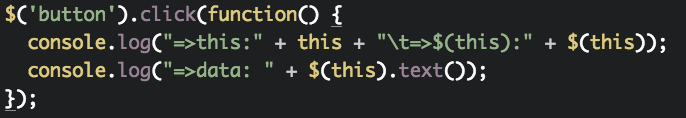 $('button').click(function() {
  console.log("=>this:" + this + "\t=>$(this):" + $(this));
  console.log("=>data: " + $(this).text());
});